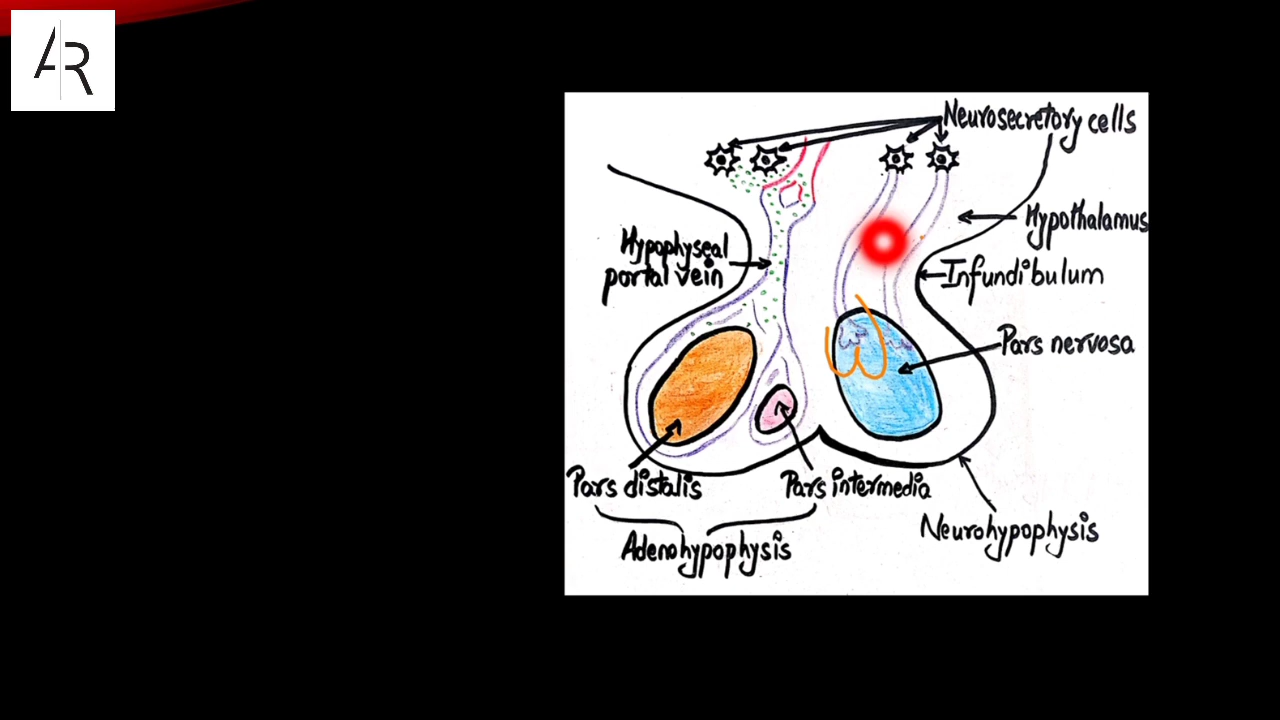 AR
Neurosecretory cells
Hypothalamus
Hypophyseal
portal vein
Infundibulum
Pars nervosa
Pars distalis
Pars intermedia
Adenohypophysis
Neurohypophysis